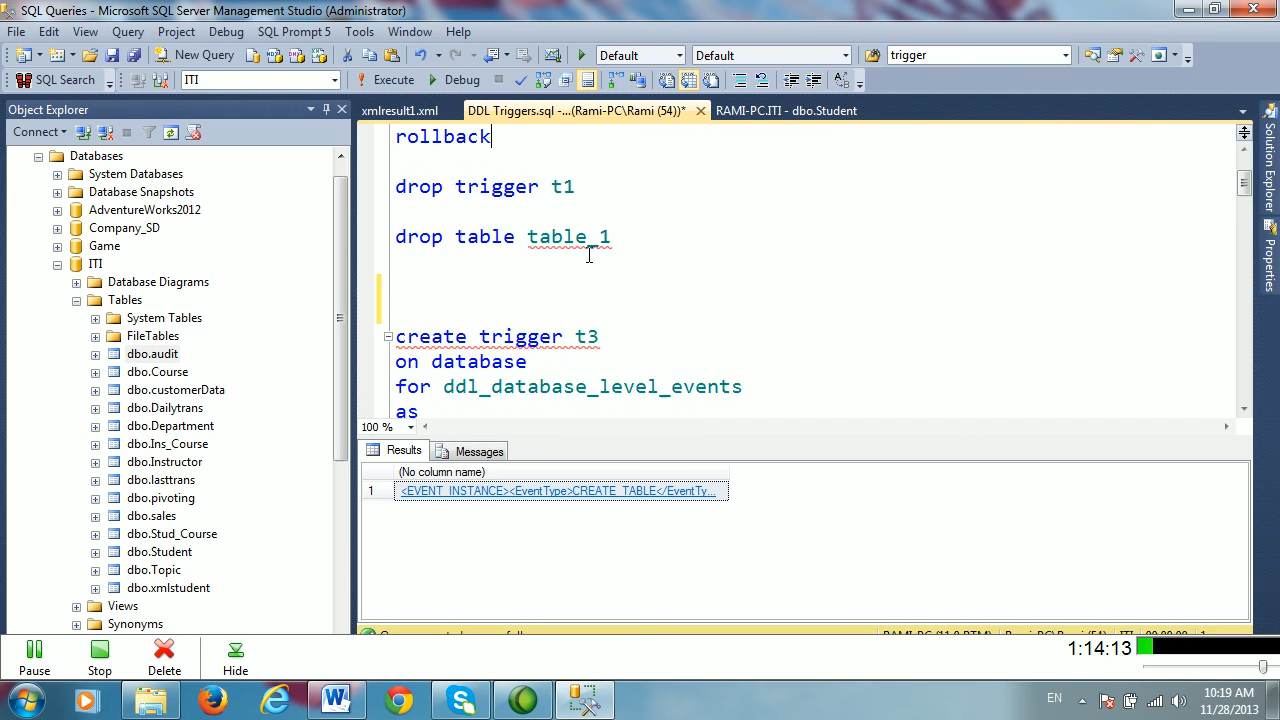 SQL Queries - Microsoft SQL Server Management Studio (Administrator)
File Edit View Query Project Debug SQL Prompt 5 Tools Window Help
New Query Default Default trigger
SQL Search ITI Execute Debug
Object Explorer
Connect
Databases
System Databases
Database Snapshots
AdventureWorks2012
Company_SD
Game
ITI
Database Diagrams
Tables
System Tables
FileTables
dbo.audit
dbo.Course
dbo.customerData
dbo.Dailytrans
dbo.Department
dbo.Ins_Course
dbo.Instructor
dbo.lasttrans
dbo.pivoting
dbo.sales
dbo.Stud_Course
dbo.Student
dbo.Topic
dbo.xmlstudent
Views
Synonyms
xmlresult1.xml DDL Triggers.sql -...(Rami-PC\Rami (54))* RAMI-PC.ITI - dbo.Student
rollback
drop trigger t1
drop table table_1
create trigger t3
on database
for ddl_database_level_events
as
100 %
Results Messages
(No column name)
1 <EVENT_INSTANCE><EventType>CREATE_TABLE</EventTy...
Solution Explorer
Properties
Pause Stop Delete Hide
1:14:13
EN
10:19 AM
11/28/2013